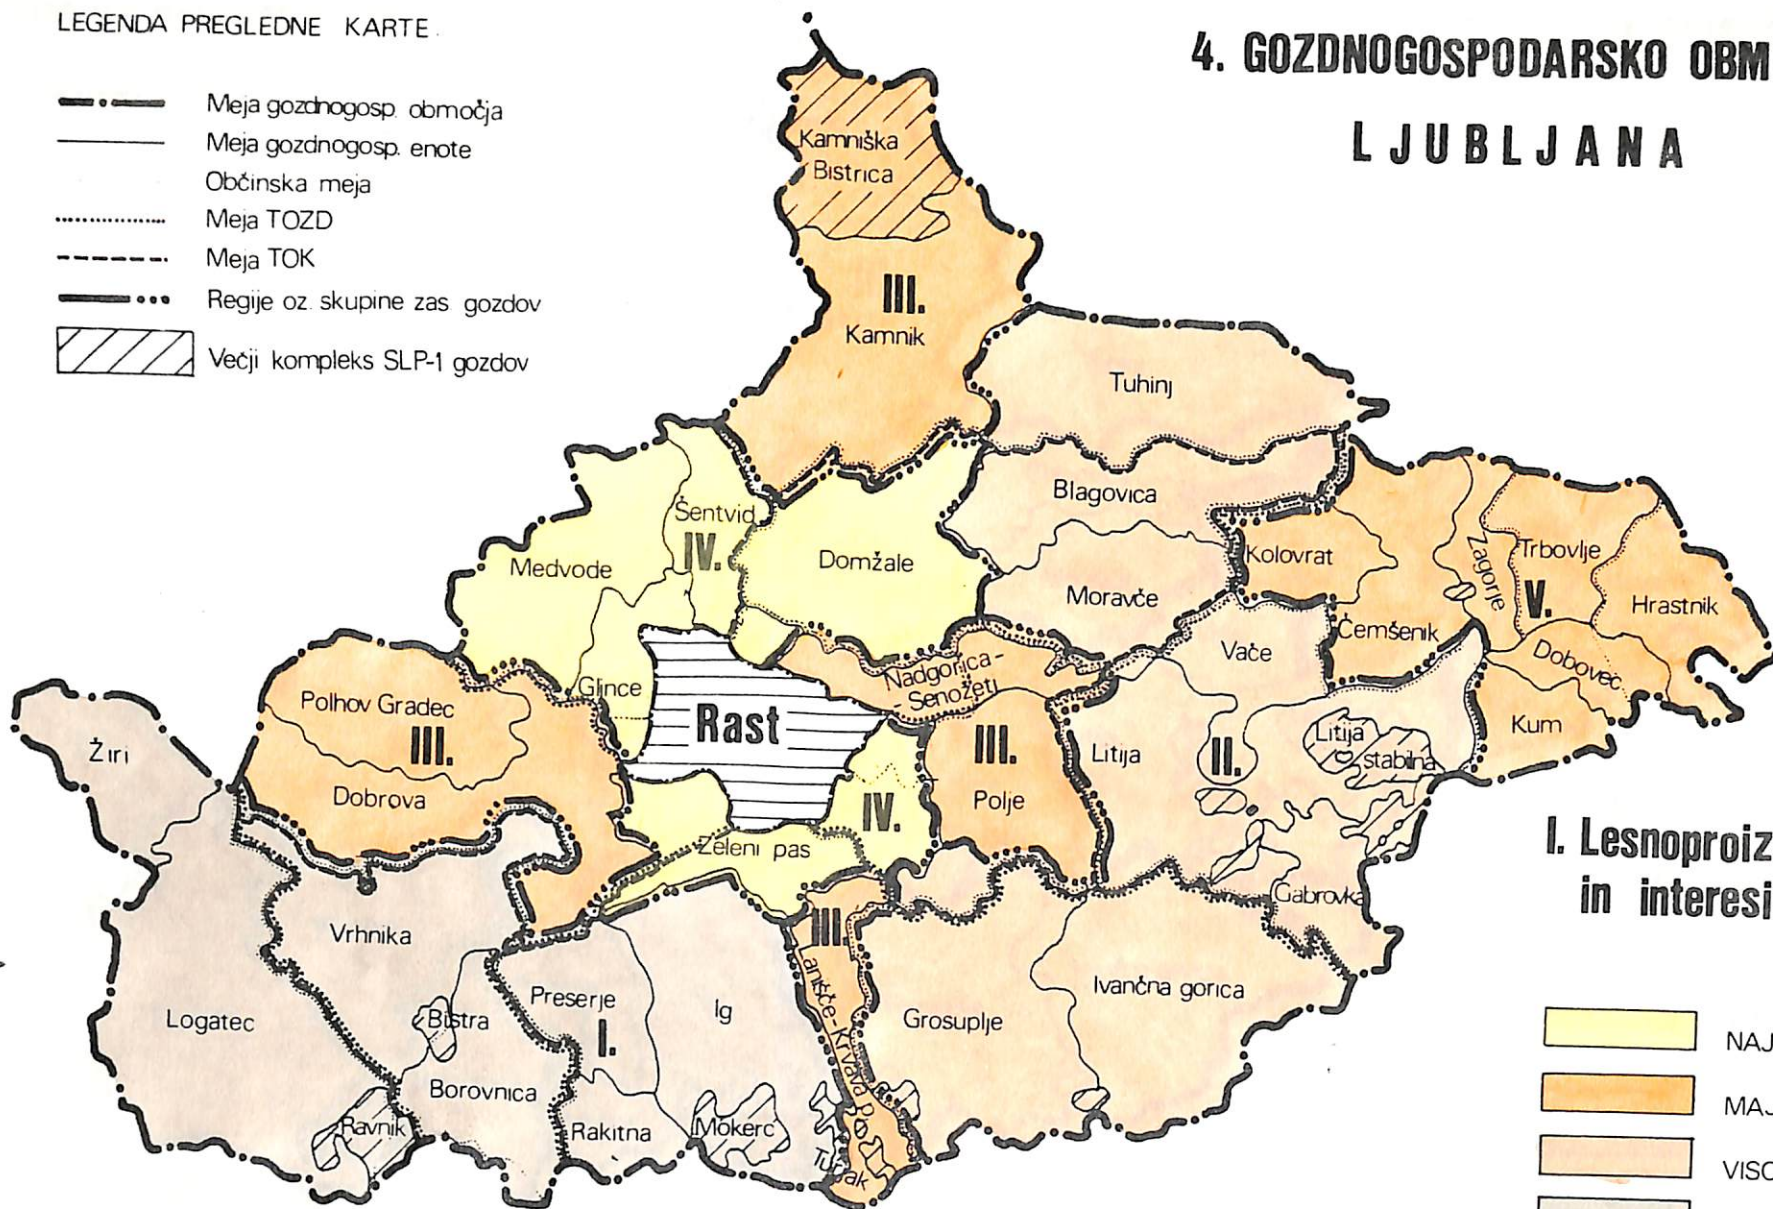 LEGENDA PREGLEDNE KARTE.
Meja gozdnogosp. območja
Meja gozdnogosp. enote
Občinska meja
Meja TOZD
Meja TOK
Regije oz. skupine zas. gozdov
Večji kompleks SLP-1 gozdov
4. GOZDNOGOSPODARSKO OBM
LJUBLJANA
Kamniška
Bistrica
III.
Kamnik
Tuhinj
Blagovica
Šentvid
IV.
Medvode
Domžale
Moravče
Kolovrat
Zagorje
Trbovlje
V.
Hrastnik
Čemšenik
Vače
Dobovec
Kum
Nadgorica-
-Senožeti
Glince
Polhov Gradec
III.
Dobrova
Žiri
Rast
III.
Polje
Litija
II.
Litija
stabilna
IV.
Zeleni pas
Gabrovka
III.
Lanišče-Krvava p.
Vrhnika
Logatec
Bistra
Preserje
I.
Ig
Grosuplje
Ivančna gorica
Borovnica
Ravnik
Rakitna
Mokerc
Turjak
I. Lesnoproiz
in interesi
NAJ
MAJ
VISO